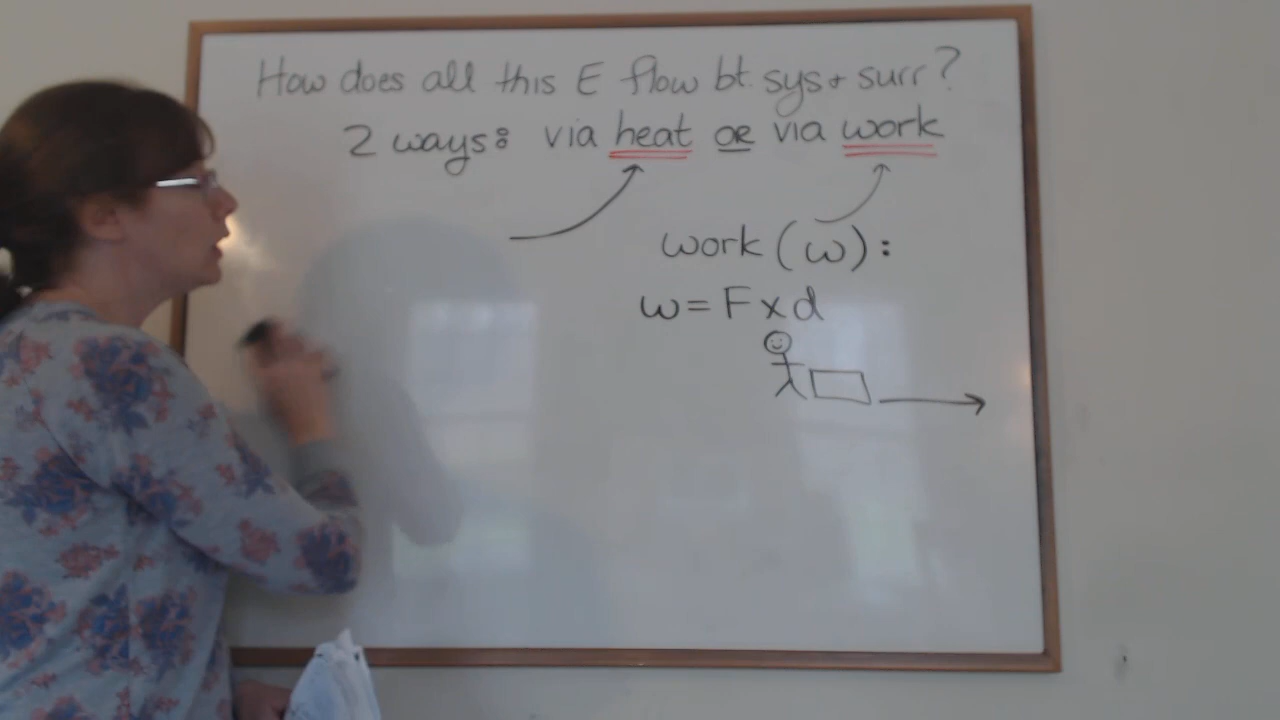 How does all this E flow bt. sys + surr?
2 ways: via heat or via work
work (w):
w = F x d